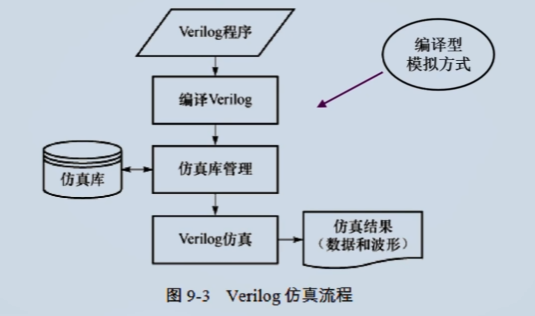 Verilog程序
编译型
模拟方式
编译Verilog
仿真库
仿真库管理
Verilog仿真
仿真结果
（数据和波形）
图 9-3 Verilog 仿真流程